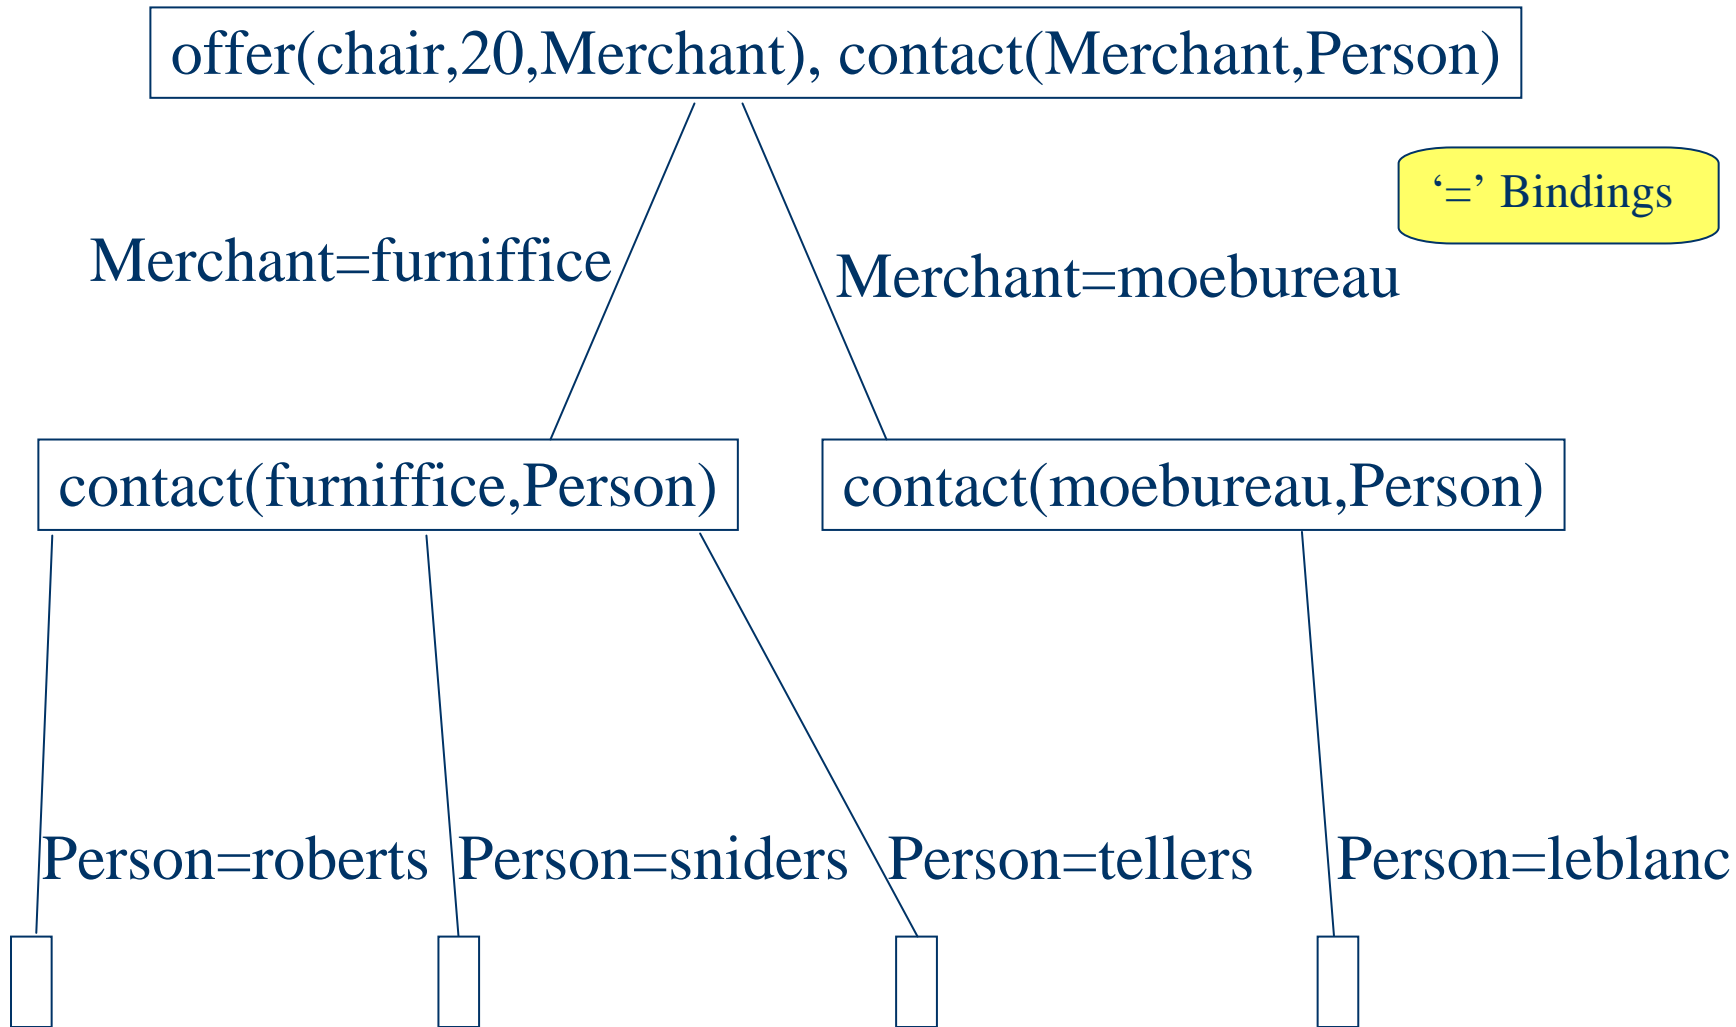 offer(chair,20,Merchant), contact(Merchant,Person)
‘=’ Bindings
Merchant=furniffice
Merchant=moebureau
contact(furniffice,Person)
contact(moebureau,Person)
Person=roberts
Person=sniders
Person=tellers
Person=leblanc